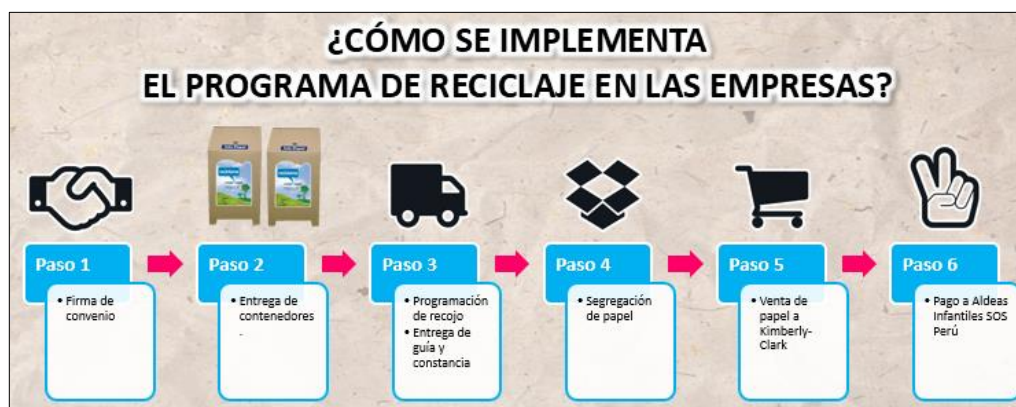 ¿CÓMO SE IMPLEMENTA
EL PROGRAMA DE RECICLAJE EN LAS EMPRESAS?
Paso 1
• Firma de
convenio
Paso 2
• Entrega de
contenedores
.
Paso 3
• Programación
de recojo
• Entrega de
guía y
constancia
Paso 4
• Segregación
de papel
Paso 5
• Venta de
papel a
Kimberly-
Clark
Paso 6
• Pago a Aldeas
Infantiles SOS
Perú